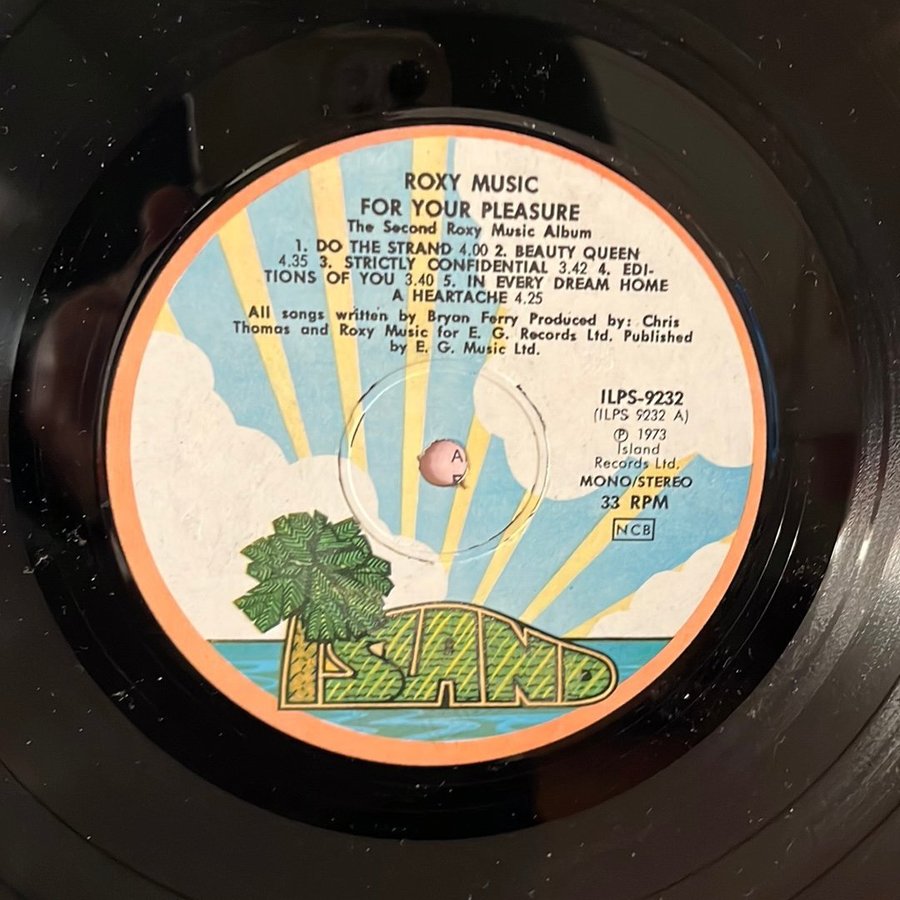 ROXY MUSIC
FOR YOUR PLEASURE
The Second Roxy Music Album
1. DO THE STRAND 4.00 2. BEAUTY QUEEN
4.35 3. STRICTLY CONFIDENTIAL 3.42 4. EDI-
TIONS OF YOU 3.40 5. IN EVERY DREAM HOME
A HEARTACHE 4.25
All songs written by Bryan Ferry Produced by: Chris
Thomas and Roxy Music for E. G. Records Ltd. Published
by E. G. Music Ltd.
ILPS-9232
(ILPS 9232 A)
Ⓟ 1973
Island
Records Ltd.
MONO/STEREO
33 RPM
NCB
A
ISLAND